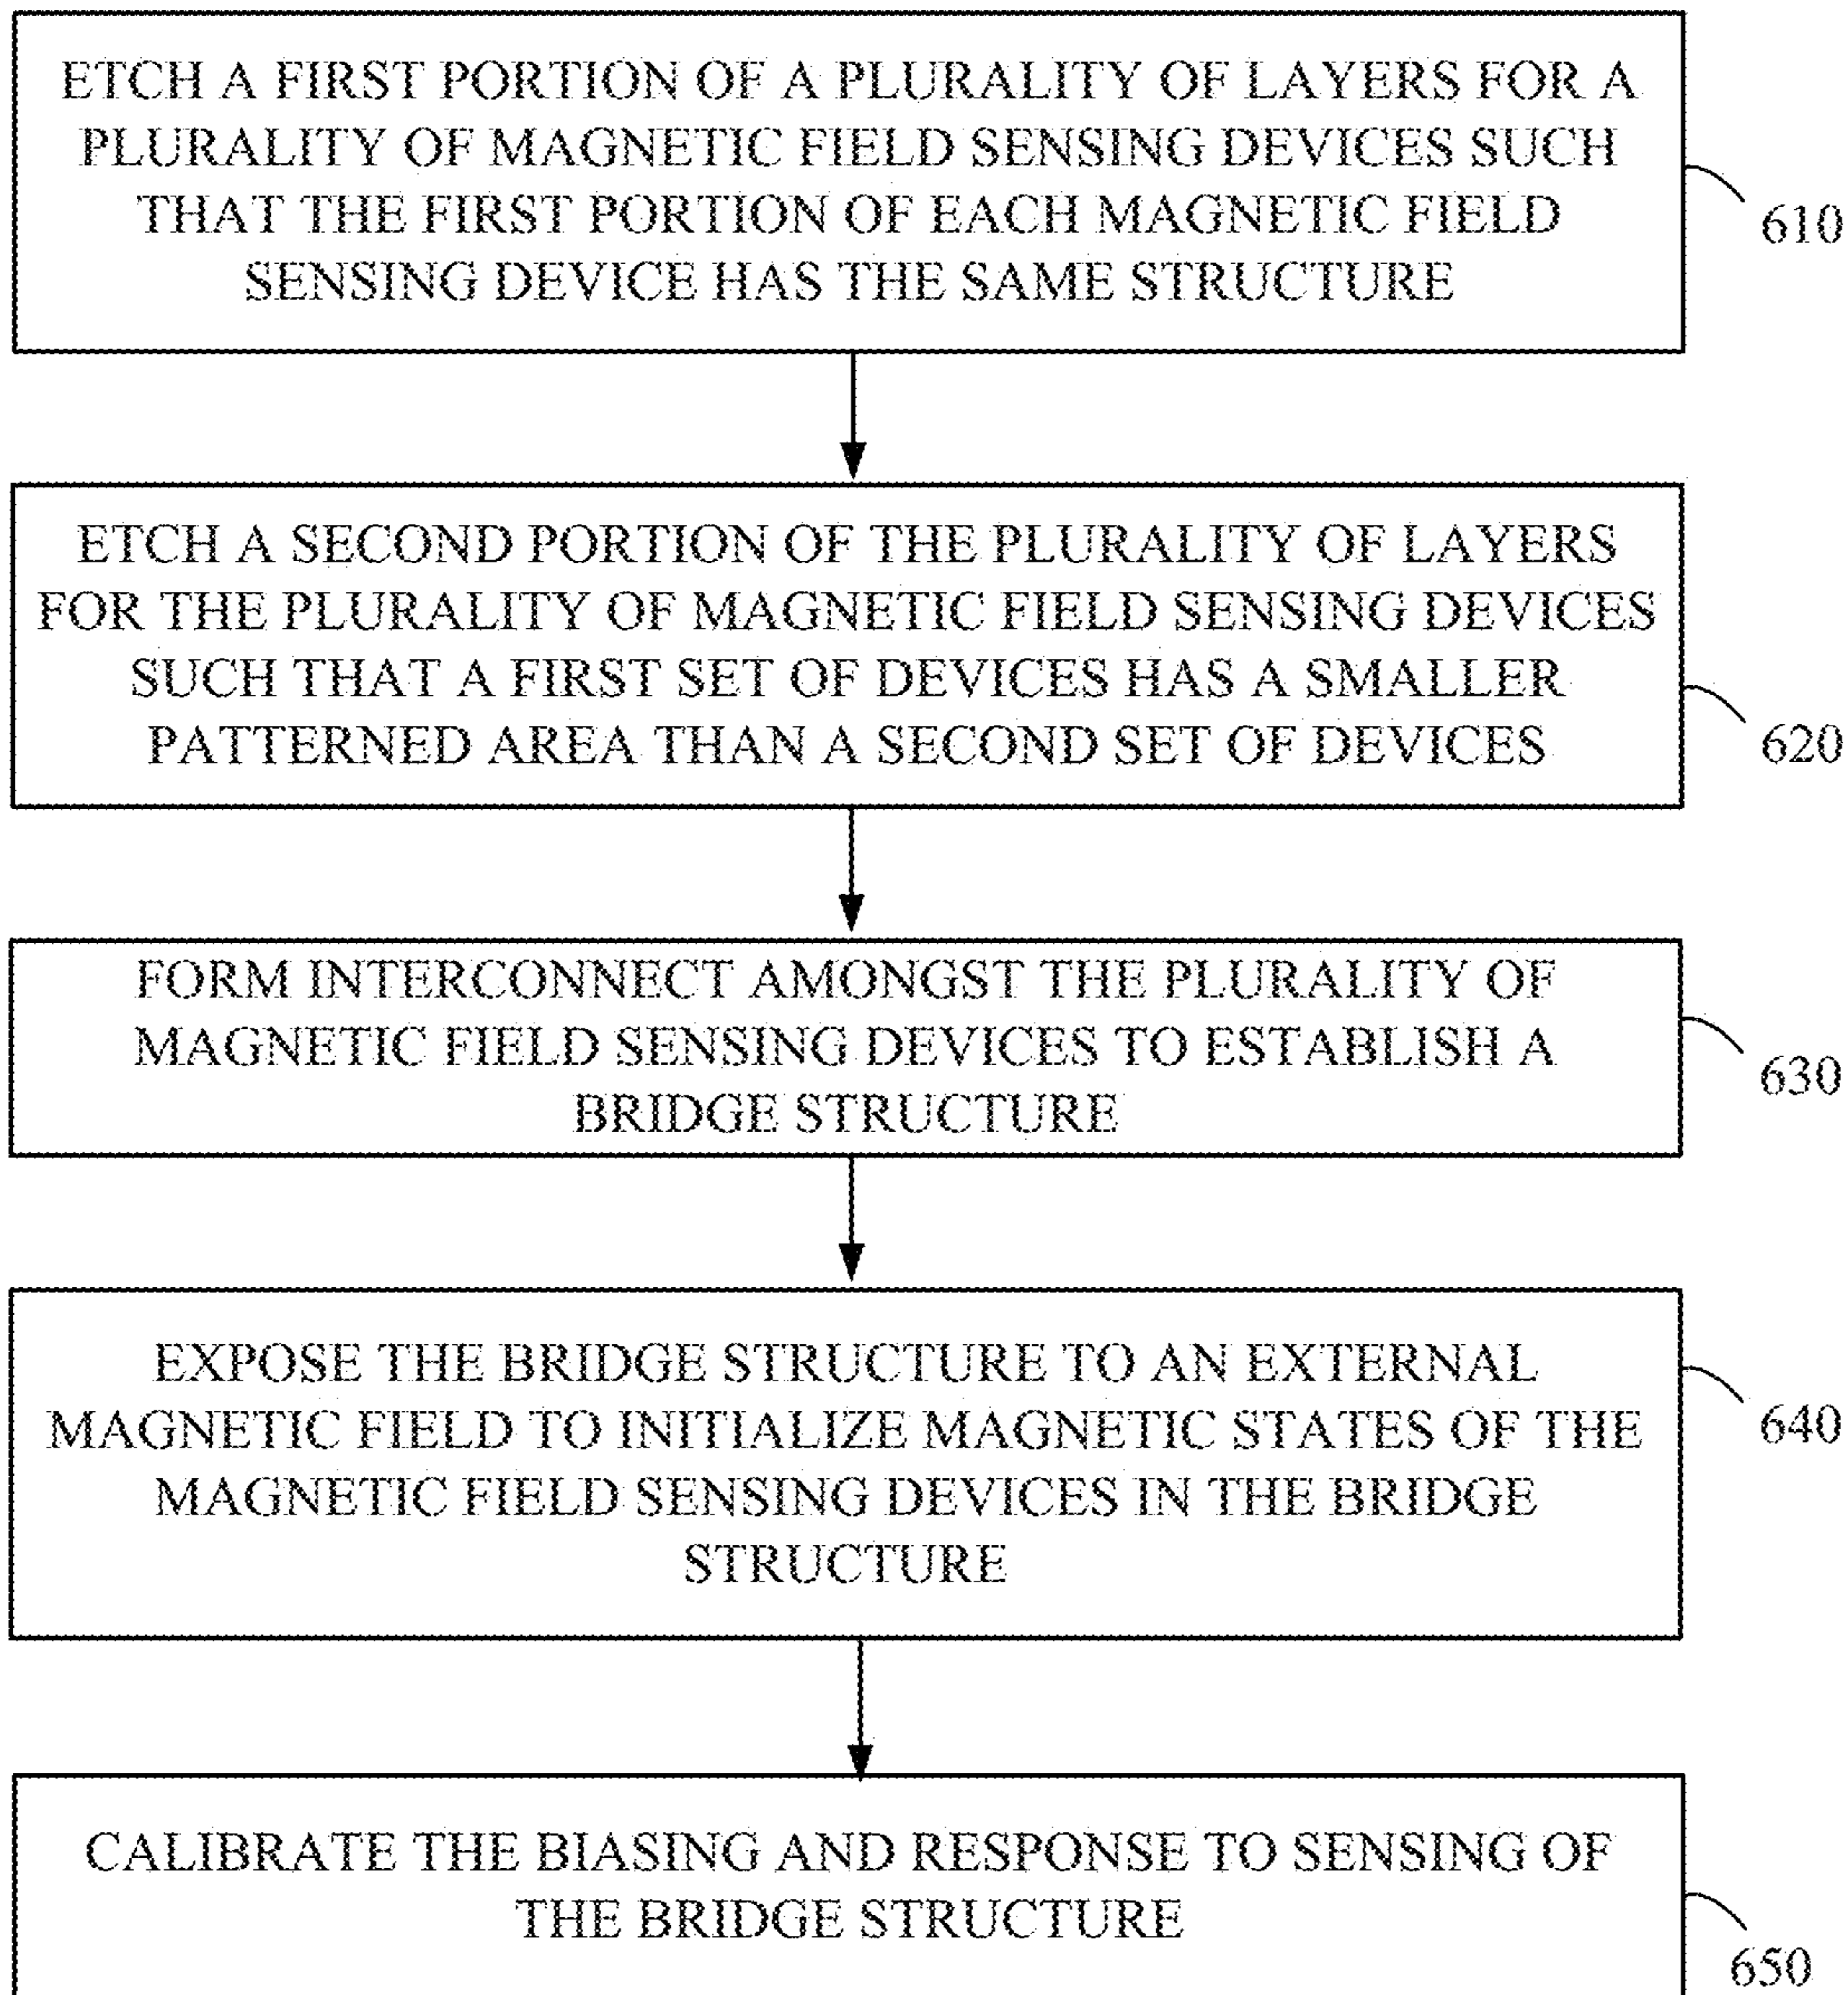 ETCH A FIRST PORTION OF A PLURALITY OF LAYERS FOR A
PLURALITY OF MAGNETIC FIELD SENSING DEVICES SUCH
THAT THE FIRST PORTION OF EACH MAGNETIC FIELD
SENSING DEVICE HAS THE SAME STRUCTURE
610
ETCH A SECOND PORTION OF THE PLURALITY OF LAYERS
FOR THE PLURALITY OF MAGNETIC FIELD SENSING DEVICES
SUCH THAT A FIRST SET OF DEVICES HAS A SMALLER
PATTERNED AREA THAN A SECOND SET OF DEVICES
620
FORM INTERCONNECT AMONGST THE PLURALITY OF
MAGNETIC FIELD SENSING DEVICES TO ESTABLISH A
BRIDGE STRUCTURE
630
EXPOSE THE BRIDGE STRUCTURE TO AN EXTERNAL
MAGNETIC FIELD TO INITIALIZE MAGNETIC STATES OF THE
MAGNETIC FIELD SENSING DEVICES IN THE BRIDGE
STRUCTURE
640
CALIBRATE THE BIASING AND RESPONSE TO SENSING OF
THE BRIDGE STRUCTURE
650